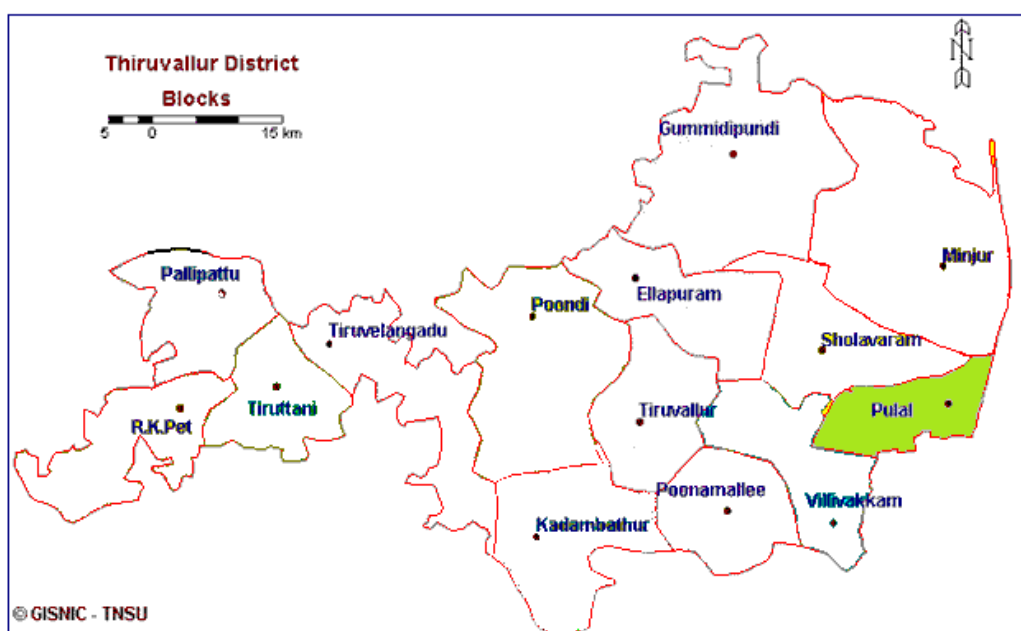 Thiruvallur District
Blocks
5 0 15 km
N
Gummidipundi
Minjur
Pallipattu
Ellapuram
Poondi
Tiruvelangadu
Sholavaram
Tiruttani
R.K.Pet
Tiruvallur
Pulal
Poonamallee
Villivakkam
Kadambathur
© GISNIC - TNSU